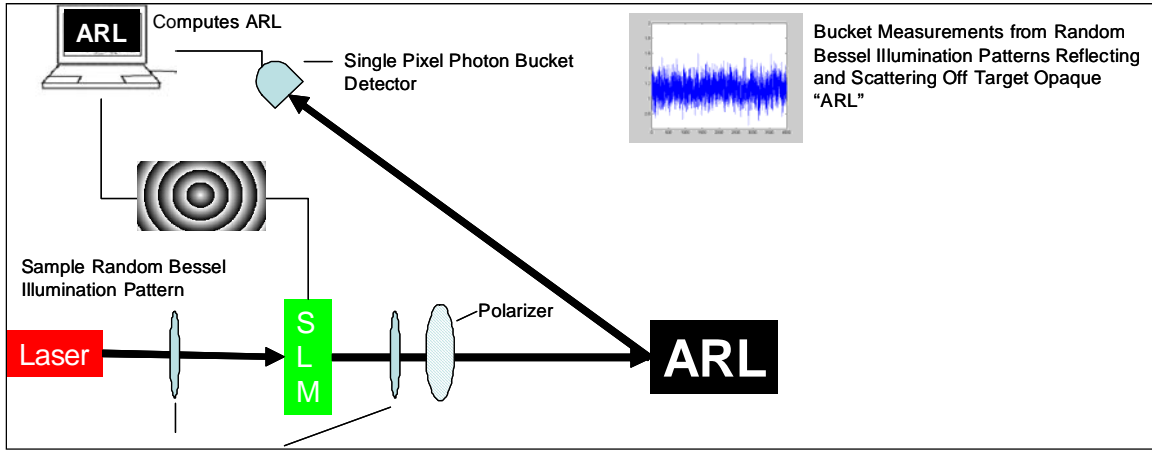 ARL
Computes ARL
Single Pixel Photon Bucket
Detector
Bucket Measurements from Random
Bessel Illumination Patterns Reflecting
and Scattering Off Target Opaque
“ARL”
Sample Random Bessel
Illumination Pattern
Laser
S
L
M
Polarizer
ARL